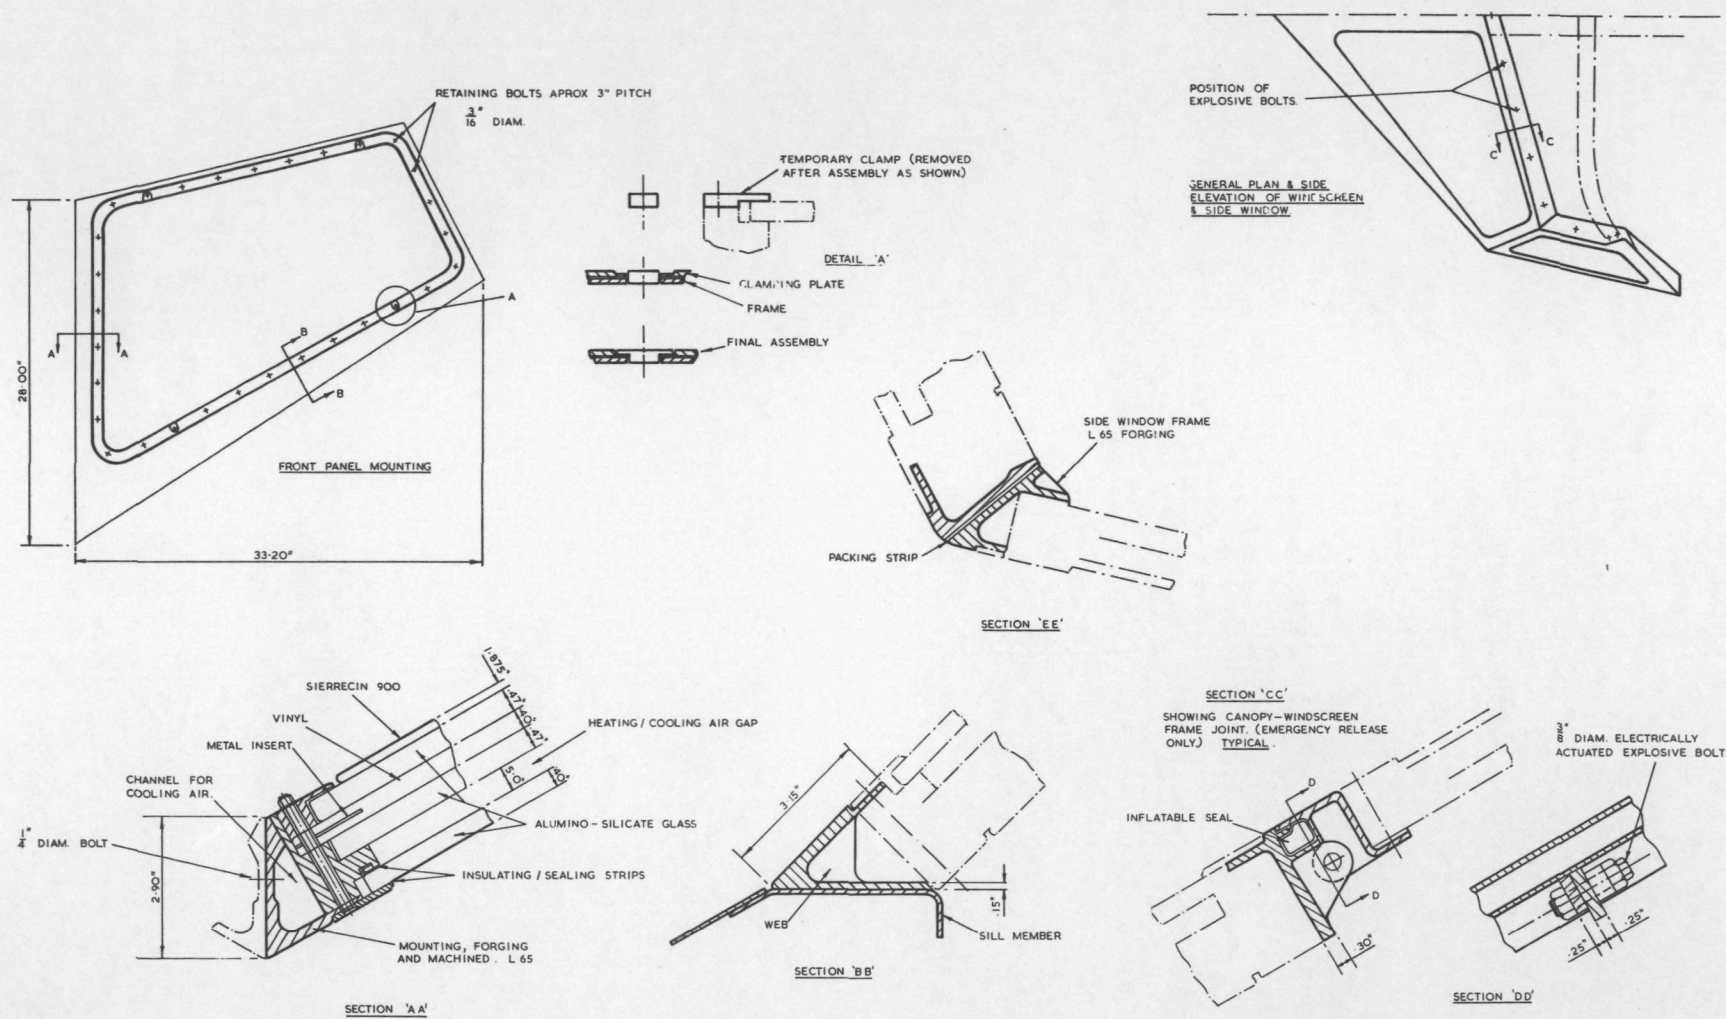 RETAINING BOLTS APROX 3" PITCH
3/16" DIAM.
TEMPORARY CLAMP (REMOVED
AFTER ASSEMBLY AS SHOWN)
DETAIL 'A'
CLAMPING PLATE
FRAME
FINAL ASSEMBLY
A
B
B
A
A
28·00"
33·20"
FRONT PANEL MOUNTING
POSITION OF
EXPLOSIVE BOLTS.
C
C
GENERAL PLAN & SIDE
ELEVATION OF WINDSCREEN
& SIDE WINDOW
SIDE WINDOW FRAME
L 65 FORGING
PACKING STRIP
SECTION 'EE'
SIERRECIN 900
VINYL
METAL INSERT
CHANNEL FOR
COOLING AIR.
1/4" DIAM. BOLT
2·90"
1·875"
·47"
·40"
·47"
HEATING / COOLING AIR GAP
·40"
ALUMINO-SILICATE GLASS
INSULATING / SEALING STRIPS
MOUNTING, FORGING
AND MACHINED. L 65
SECTION 'AA'
3·15"
·15"
WEB
SILL MEMBER
SECTION 'BB'
SECTION 'CC'
SHOWING CANOPY-WINDSCREEN
FRAME JOINT. (EMERGENCY RELEASE
ONLY.) TYPICAL.
INFLATABLE SEAL
D
D
·30"
3/8" DIAM. ELECTRICALLY
ACTUATED EXPLOSIVE BOLT.
·25"
·25"
SECTION 'DD'